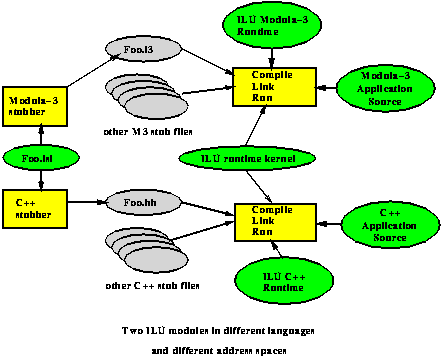 ILU Modula-3
Runtime
Foo.i3
Compile
Link
Run
Modula-3
Application
Source
Modula-3
stubber
other M3 stub files
Foo.isl
ILU runtime kernel
C++
stubber
Foo.hh
Compile
Link
Run
C++
Application
Source
other C++ stub files
ILU C++
Runtime
Two ILU modules in different languages
and different address spaces